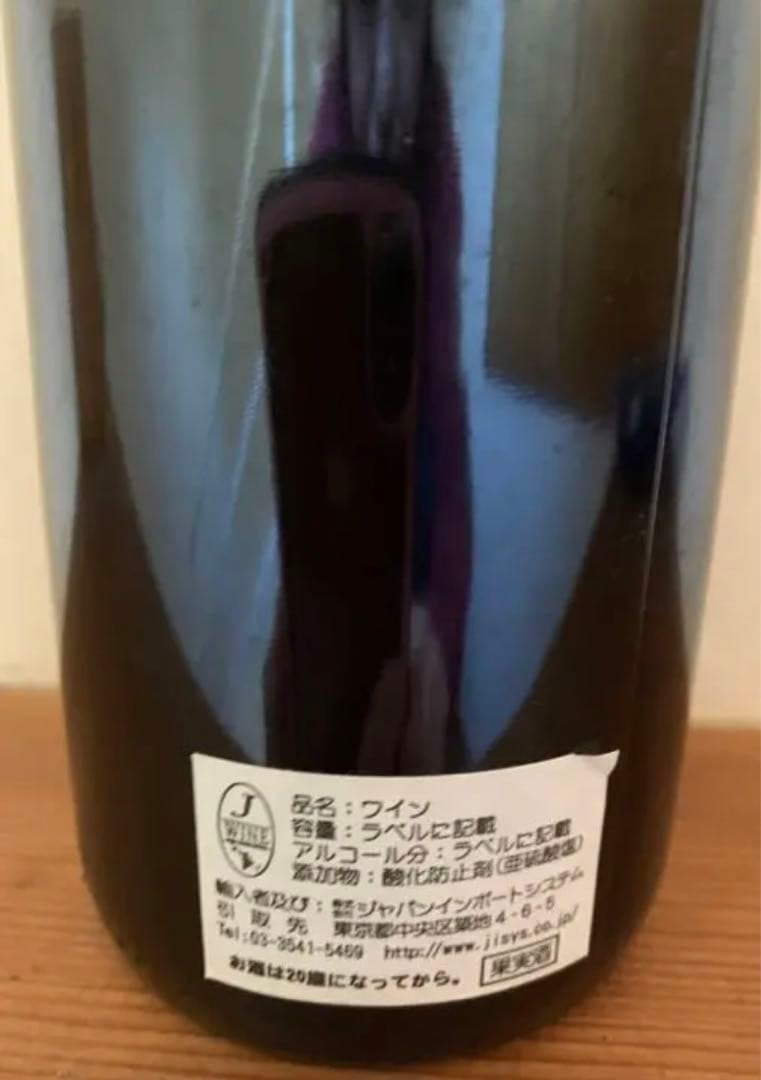 J
WINE
品名：ワイン
容量：ラベルに記載
アルコール分：ラベルに記載
添加物：酸化防止剤(亜硫酸塩)
輸入者及び：株式会社ジャパンインポートシステム
引取先 東京都中央区築地4-6-5
Tel:03-3541-5469 http://www.jisys.co.jp/
お酒は20歳になってから。 果実酒